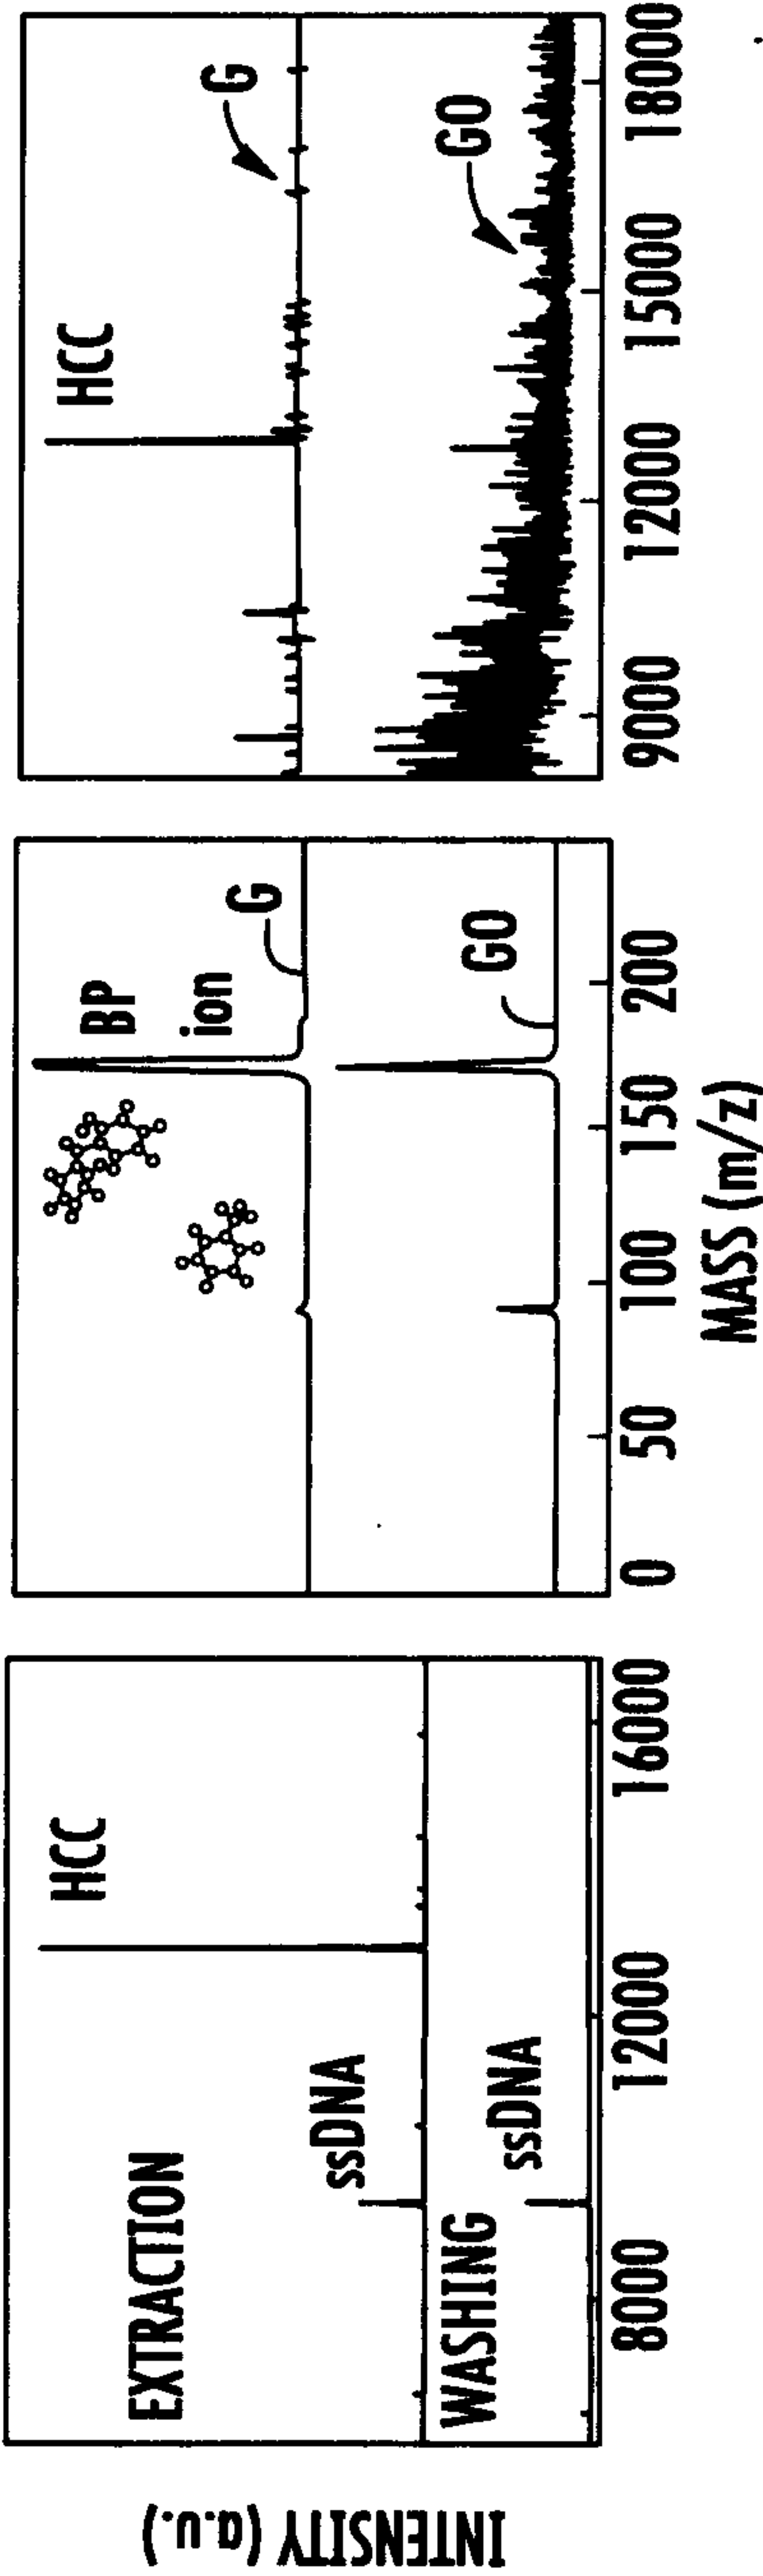 INTENSITY (a.u.)
EXTRACTION
HCC
ssDNA
WASHING
ssDNA
8000
12000
16000
BP
ion
G
GO
0
50
100
150
200
MASS (m/z)
HCC
G
GO
9000
12000
15000
18000